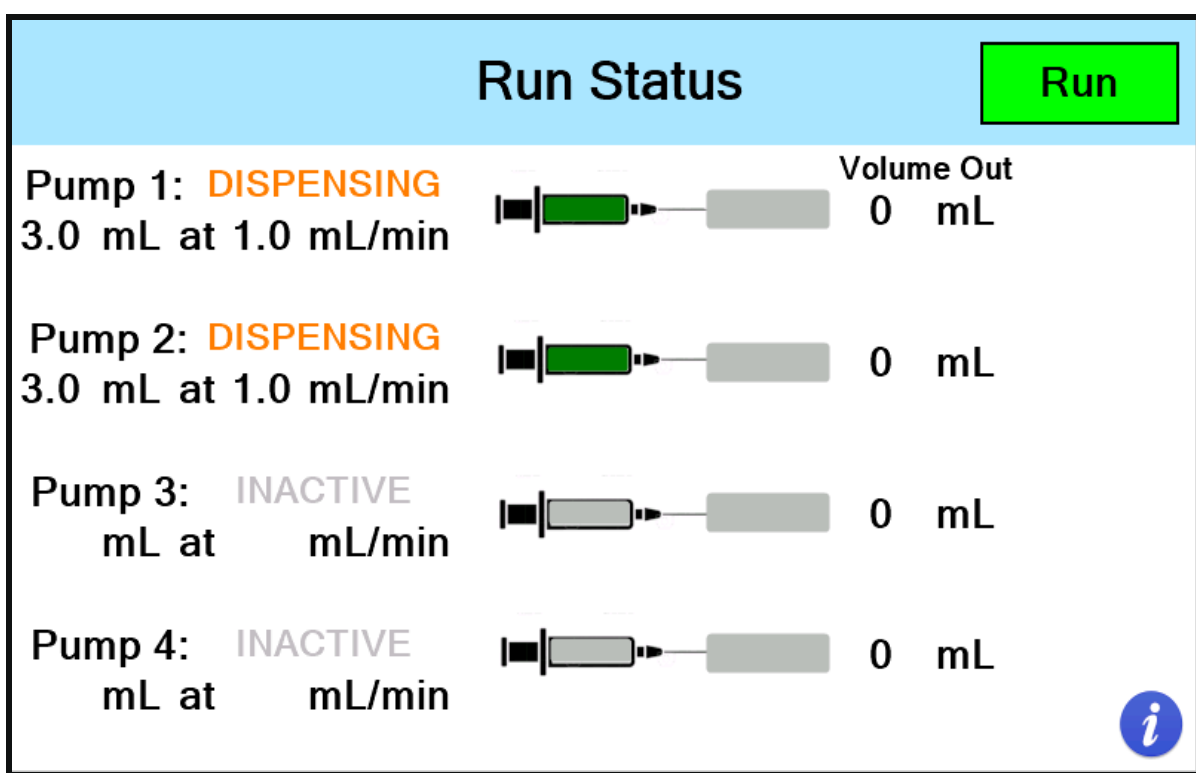 Run Status
Run
Volume Out
Pump 1: DISPENSING
3.0 mL at 1.0 mL/min
0 mL
Pump 2: DISPENSING
3.0 mL at 1.0 mL/min
0 mL
Pump 3: INACTIVE
mL at mL/min
0 mL
Pump 4: INACTIVE
mL at mL/min
0 mL
i